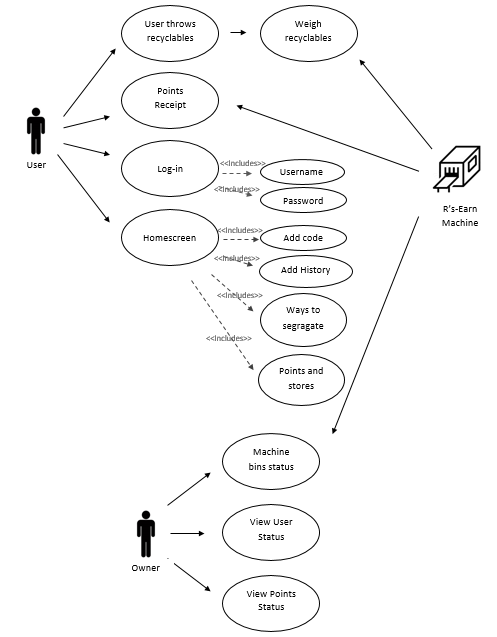 User throws
recyclables
Weigh
recyclables
Points
Receipt
User
Log-in
<<Includes>>
Username
<<Includes>>
Password
R's-Earn
Machine
Homescreen
<<Includes>>
Add code
<<Includes>>
Add History
<<Includes>>
Ways to
segragate
<<Includes>>
Points and
stores
Machine
bins status
Owner
View User
Status
View Points
Status